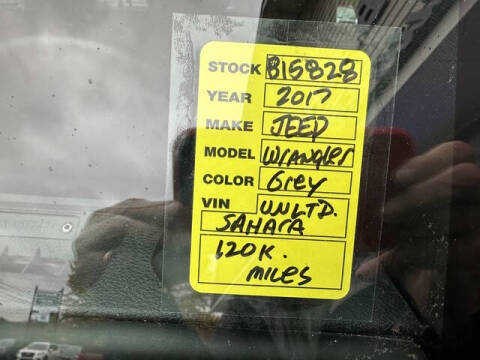 STOCK B15828
YEAR 2017
MAKE JEEP
MODEL WRANGLER
COLOR Grey
VIN UNLTD.
SAHARA
120K.
MILES